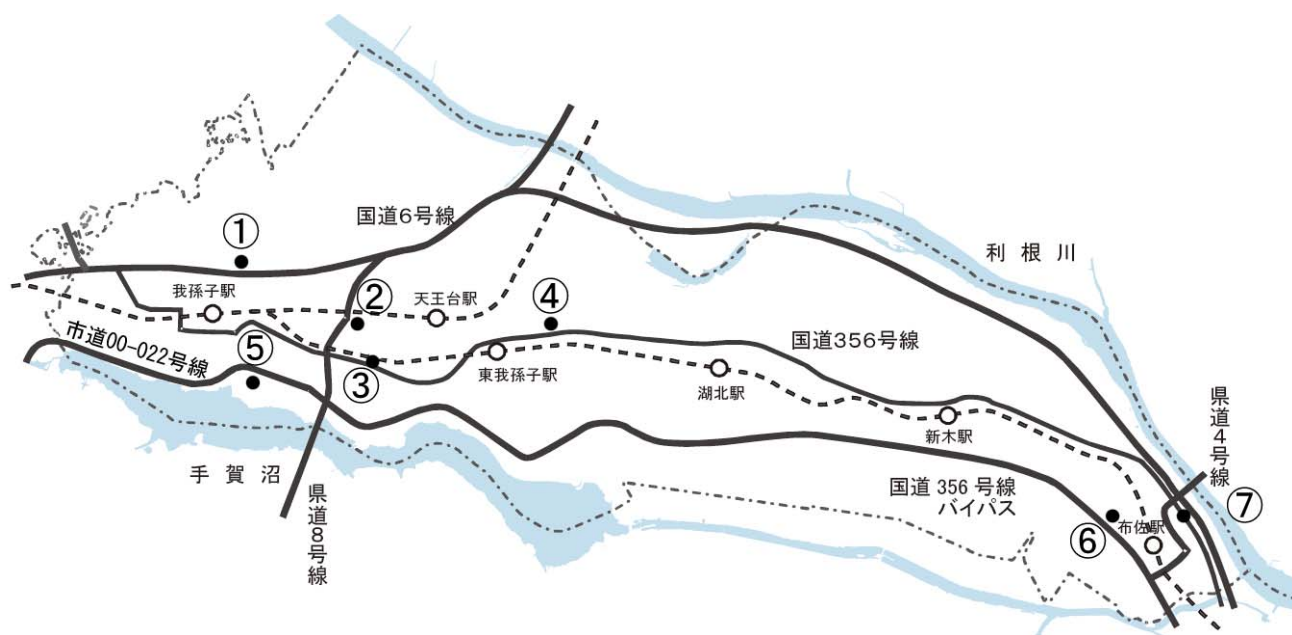 ①
国道6号線
利根川
我孫子駅
②
天王台駅
④
市道00-022号線
⑤
③
東我孫子駅
国道356号線
湖北駅
新木駅
県道4号線
手賀沼
県道8号線
国道356号線
バイパス
⑥
布佐駅
⑦